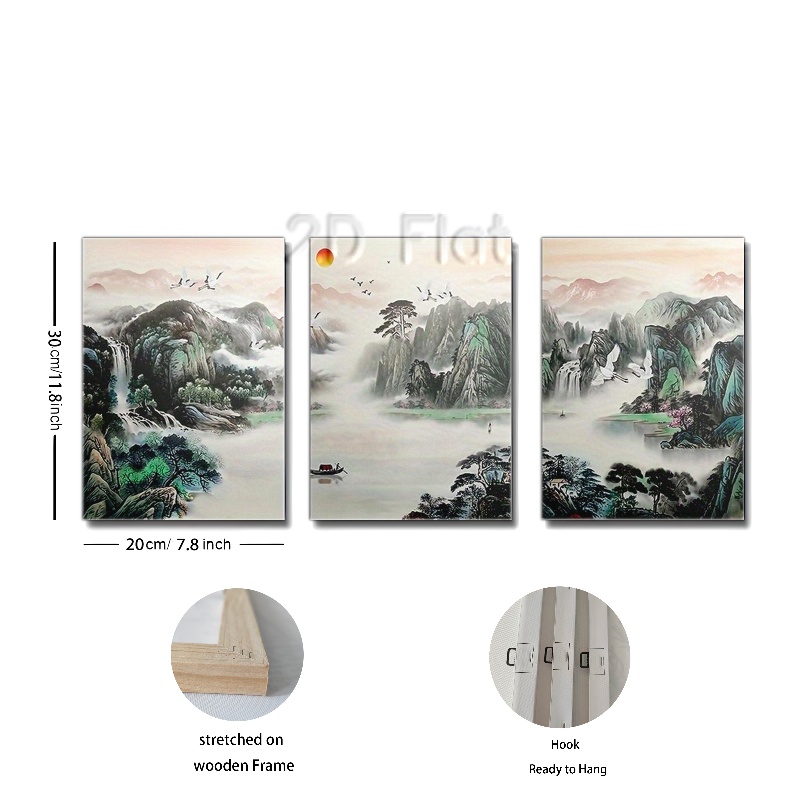 2D Flat
30cm/11.8inch
20cm/ 7.8 inch
stretched on
wooden Frame
Hook
Ready to Hang